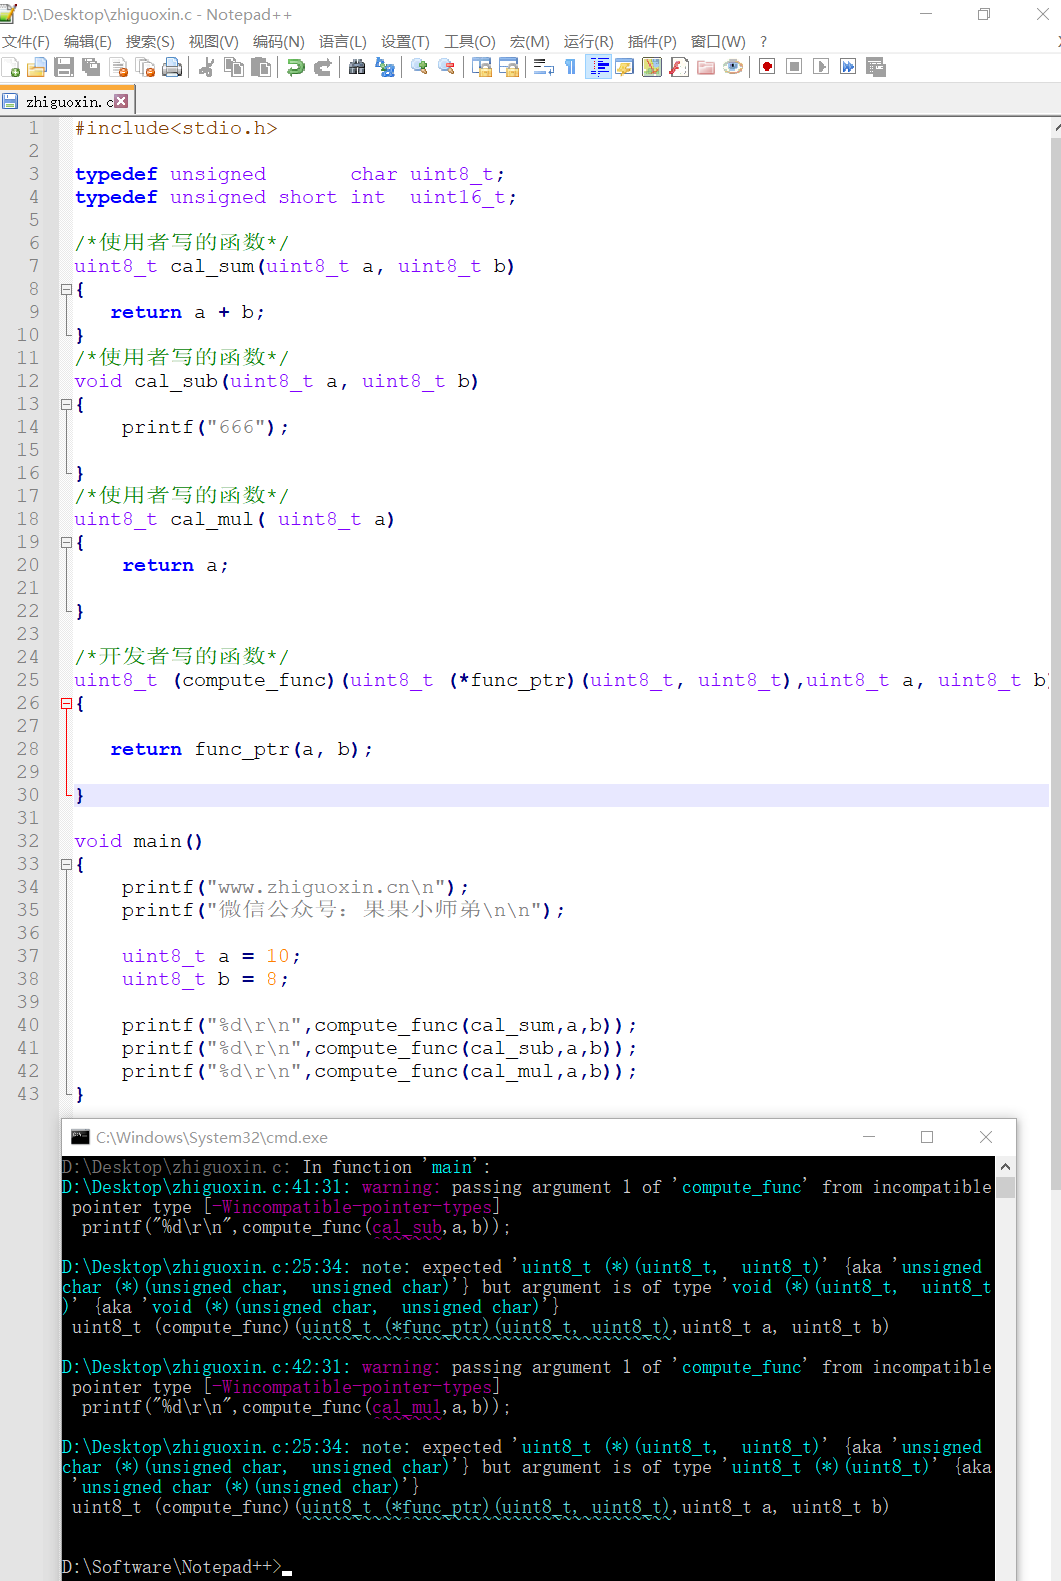 D:\Desktop\zhiguoxin.c - Notepad++
文件(F) 编辑(E) 搜索(S) 视图(V) 编码(N) 语言(L) 设置(T) 工具(O) 宏(M) 运行(R) 插件(P) 窗口(W) ?
zhiguoxin.c
1 #include<stdio.h>
2
3 typedef unsigned       char uint8_t;
4 typedef unsigned short int  uint16_t;
5
6 /*使用者写的函数*/
7 uint8_t cal_sum(uint8_t a, uint8_t b)
8 {
9    return a + b;
10 }
11 /*使用者写的函数*/
12 void cal_sub(uint8_t a, uint8_t b)
13 {
14     printf("666");
15
16 }
17 /*使用者写的函数*/
18 uint8_t cal_mul( uint8_t a)
19 {
20     return a;
21
22 }
23
24 /*开发者写的函数*/
25 uint8_t (compute_func)(uint8_t (*func_ptr)(uint8_t, uint8_t),uint8_t a, uint8_t b)
26 {
27
28    return func_ptr(a, b);
29
30 }
31
32 void main()
33 {
34     printf("www.zhiguoxin.cn\n");
35     printf("微信公众号: 果果小师弟\n\n");
36
37     uint8_t a = 10;
38     uint8_t b = 8;
39
40     printf("%d\r\n",compute_func(cal_sum,a,b));
41     printf("%d\r\n",compute_func(cal_sub,a,b));
42     printf("%d\r\n",compute_func(cal_mul,a,b));
43 }
C:\Windows\System32\cmd.exe
D:\Desktop\zhiguoxin.c: In function 'main':
D:\Desktop\zhiguoxin.c:41:31: warning: passing argument 1 of 'compute_func' from incompatible
 pointer type [-Wincompatible-pointer-types]
  printf("%d\r\n",compute_func(cal_sub,a,b));
D:\Desktop\zhiguoxin.c:25:34: note: expected 'uint8_t (*)(uint8_t,  uint8_t)' {aka 'unsigned
char (*)(unsigned char,  unsigned char)'} but argument is of type 'void (*)(uint8_t,  uint8_t
)' {aka 'void (*)(unsigned char,  unsigned char)'}
 uint8_t (compute_func)(uint8_t (*func_ptr)(uint8_t, uint8_t),uint8_t a, uint8_t b)
D:\Desktop\zhiguoxin.c:42:31: warning: passing argument 1 of 'compute_func' from incompatible
 pointer type [-Wincompatible-pointer-types]
  printf("%d\r\n",compute_func(cal_mul,a,b));
D:\Desktop\zhiguoxin.c:25:34: note: expected 'uint8_t (*)(uint8_t,  uint8_t)' {aka 'unsigned
char (*)(unsigned char,  unsigned char)'} but argument is of type 'uint8_t (*)(uint8_t)' {aka
 'unsigned char (*)(unsigned char)'}
 uint8_t (compute_func)(uint8_t (*func_ptr)(uint8_t, uint8_t),uint8_t a, uint8_t b)
D:\Software\Notepad++>